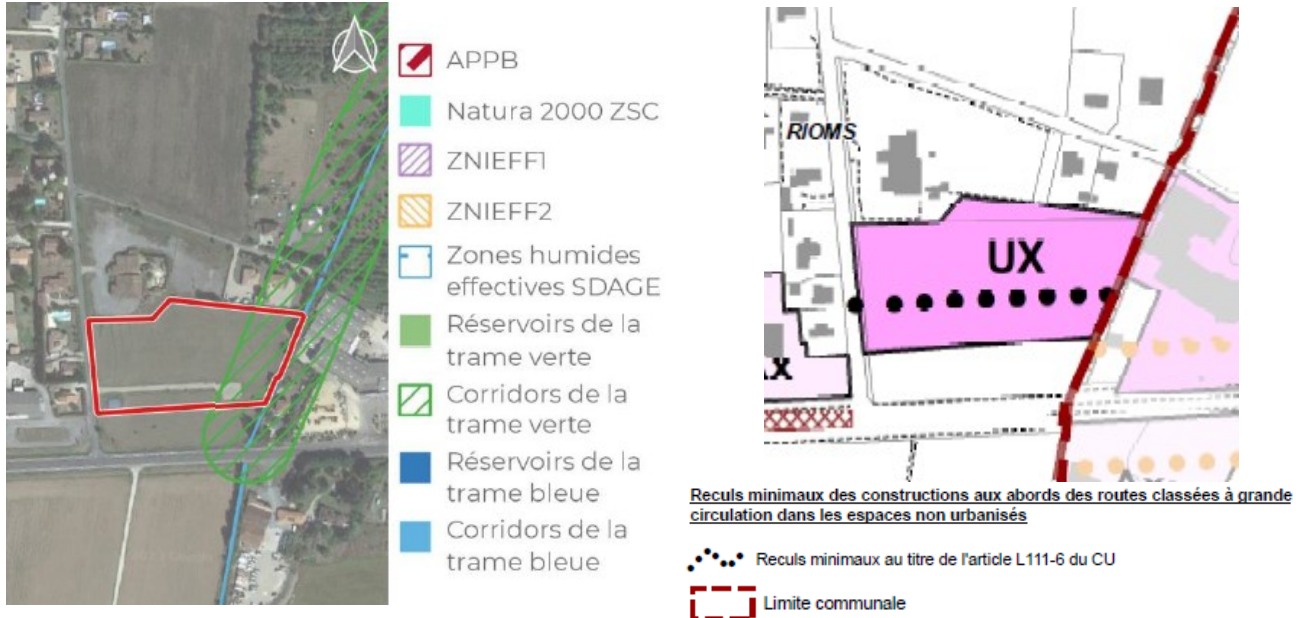 APPB
Natura 2000 ZSC
ZNIEFF1
ZNIEFF2
Zones humides
effectives SDAGE
Réservoirs de la
trame verte
Corridors de la
trame verte
Réservoirs de la
trame bleue
Corridors de la
trame bleue
RIOMS
UX
Reculs minimaux des constructions aux abords des routes classées à grande
circulation dans les espaces non urbanisés
Reculs minimaux au titre de l'article L111-6 du CU
Limite communale